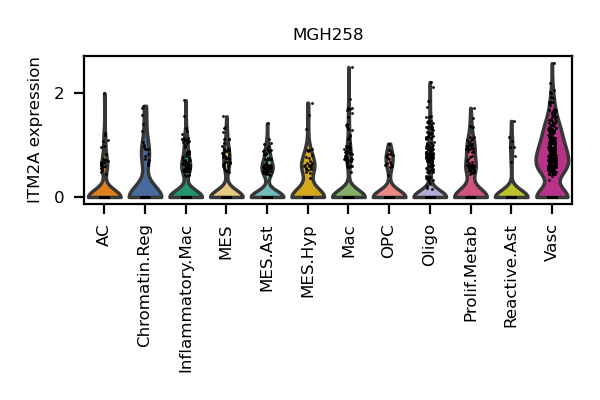 MGH258
ITM2A expression
2
0
AC
Chromatin.Reg
Inflammatory.Mac
MES
MES.Ast
MES.Hyp
Mac
OPC
Oligo
Prolif.Metab
Reactive.Ast
Vasc